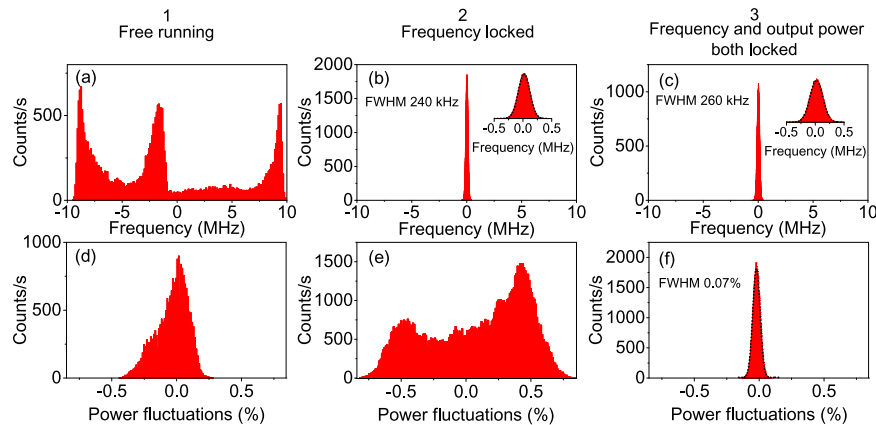 1
Free running
2
Frequency locked
3
Frequency and output power
both locked
(a)
Counts/s
500
0
-10 -5 0 5 10
Frequency (MHz)
(b)
FWHM 240 kHz
Counts/s
2000
1500
1000
500
0
-10 -5 0 5 10
Frequency (MHz)
-0.5 0.0 0.5
Frequency (MHz)
(c)
FWHM 260 kHz
Counts/s
1000
500
0
-10 -5 0 5 10
Frequency (MHz)
-0.5 0.0 0.5
Frequency (MHz)
(d)
Counts/s
1000
500
0
-0.5 0.0 0.5
Power fluctuations (%)
(e)
Counts/s
1500
1000
500
0
-0.5 0.0 0.5
Power fluctuations (%)
(f)
FWHM 0.07%
Counts/s
2000
1500
1000
500
0
-0.5 0.0 0.5
Power fluctuations (%)